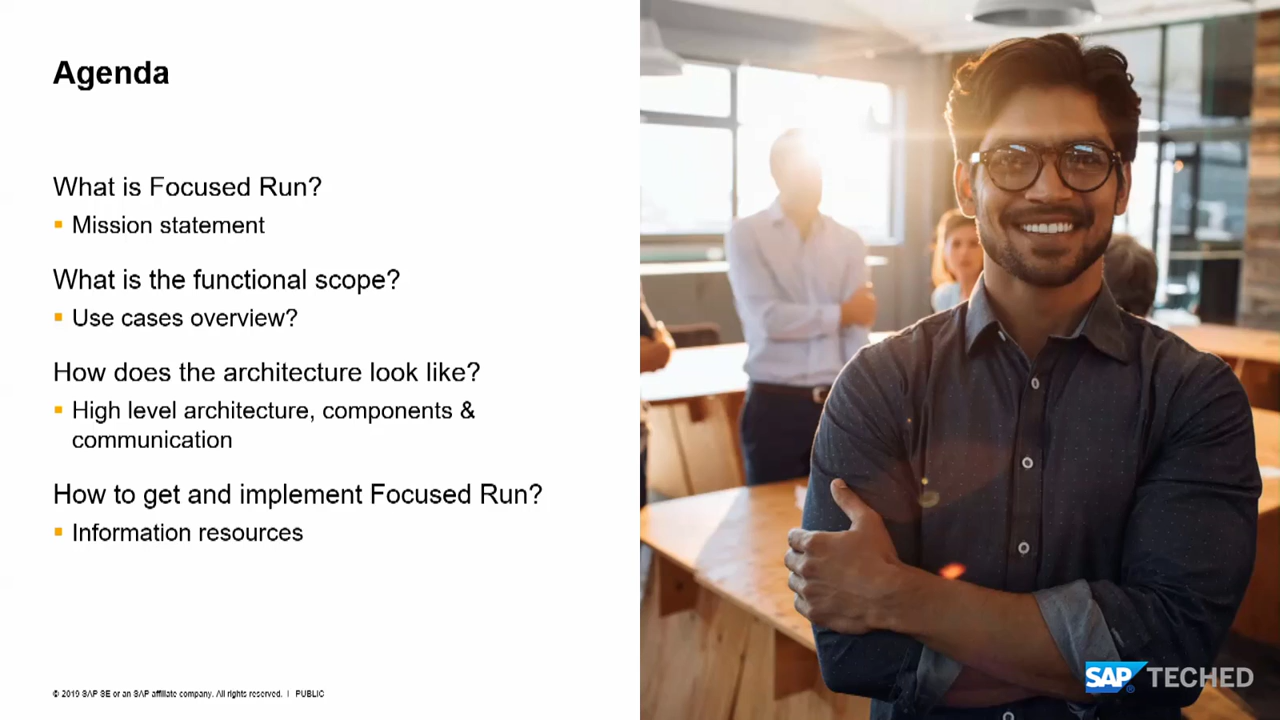 Agenda
What is Focused Run?
▪ Mission statement
What is the functional scope?
▪ Use cases overview?
How does the architecture look like?
▪ High level architecture, components &
communication
How to get and implement Focused Run?
▪ Information resources
© 2019 SAP SE or an SAP affiliate company. All rights reserved. | PUBLIC
SAP® TECHED